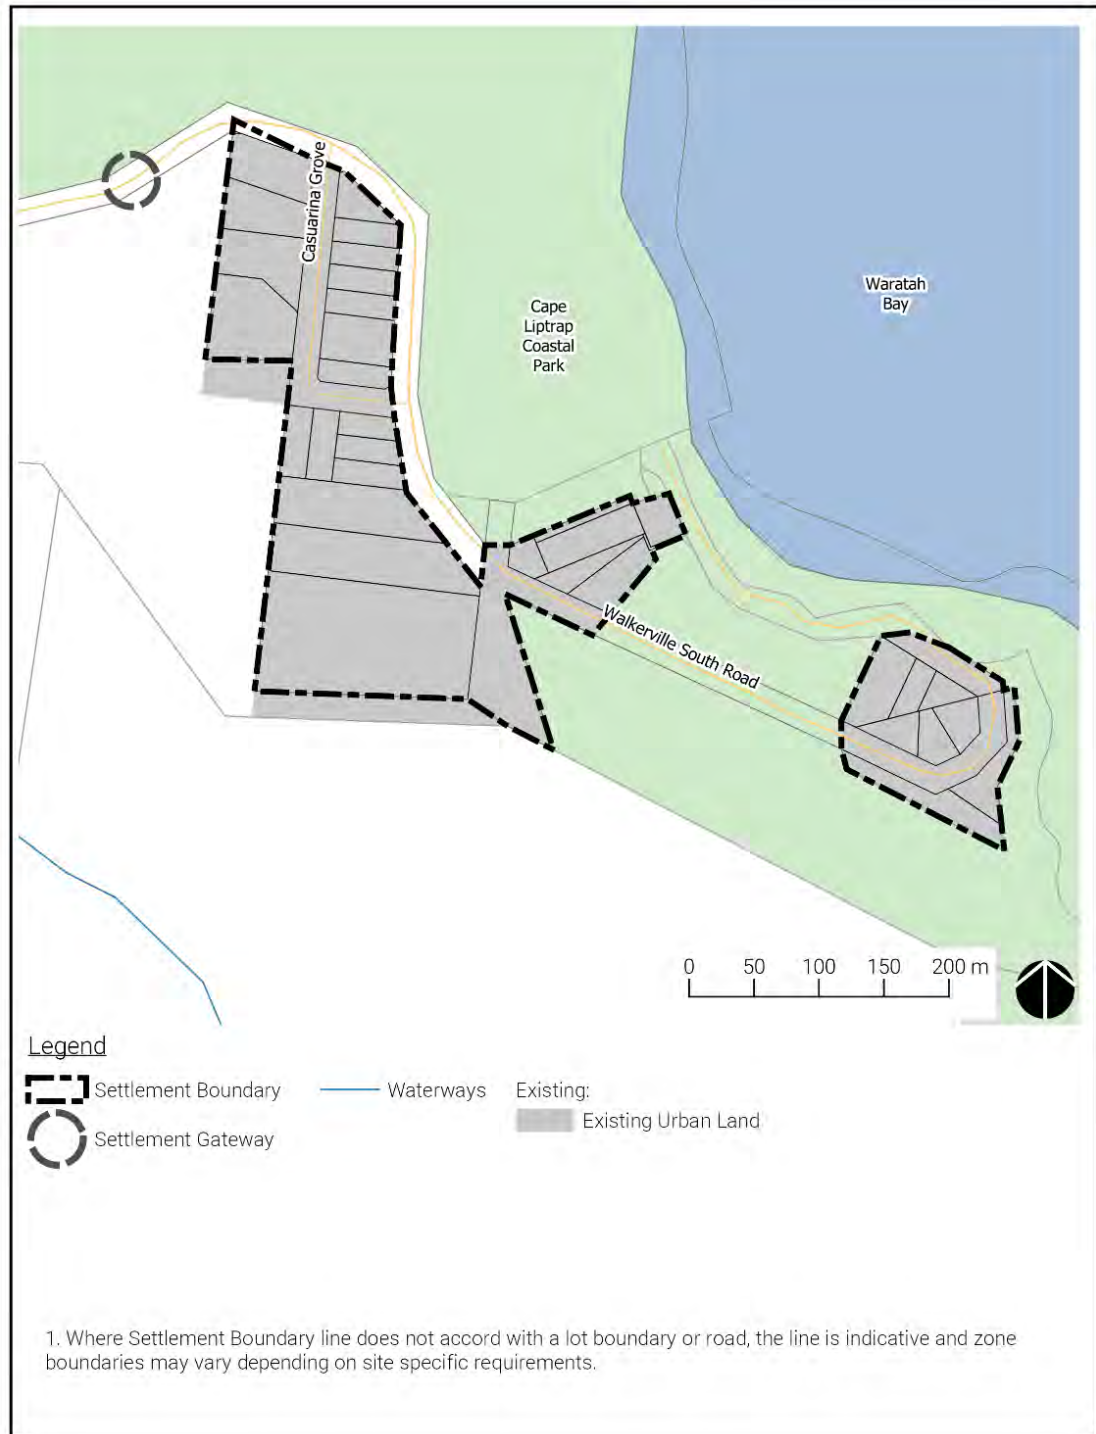 Casuarina Grove
Waratah
Bay
Cape
Liptrap
Coastal
Park
Walkerville South Road
0 50 100 150 200 m
Legend
Settlement Boundary
Waterways
Existing:
Existing Urban Land
Settlement Gateway
1. Where Settlement Boundary line does not accord with a lot boundary or road, the line is indicative and zone
boundaries may vary depending on site specific requirements.